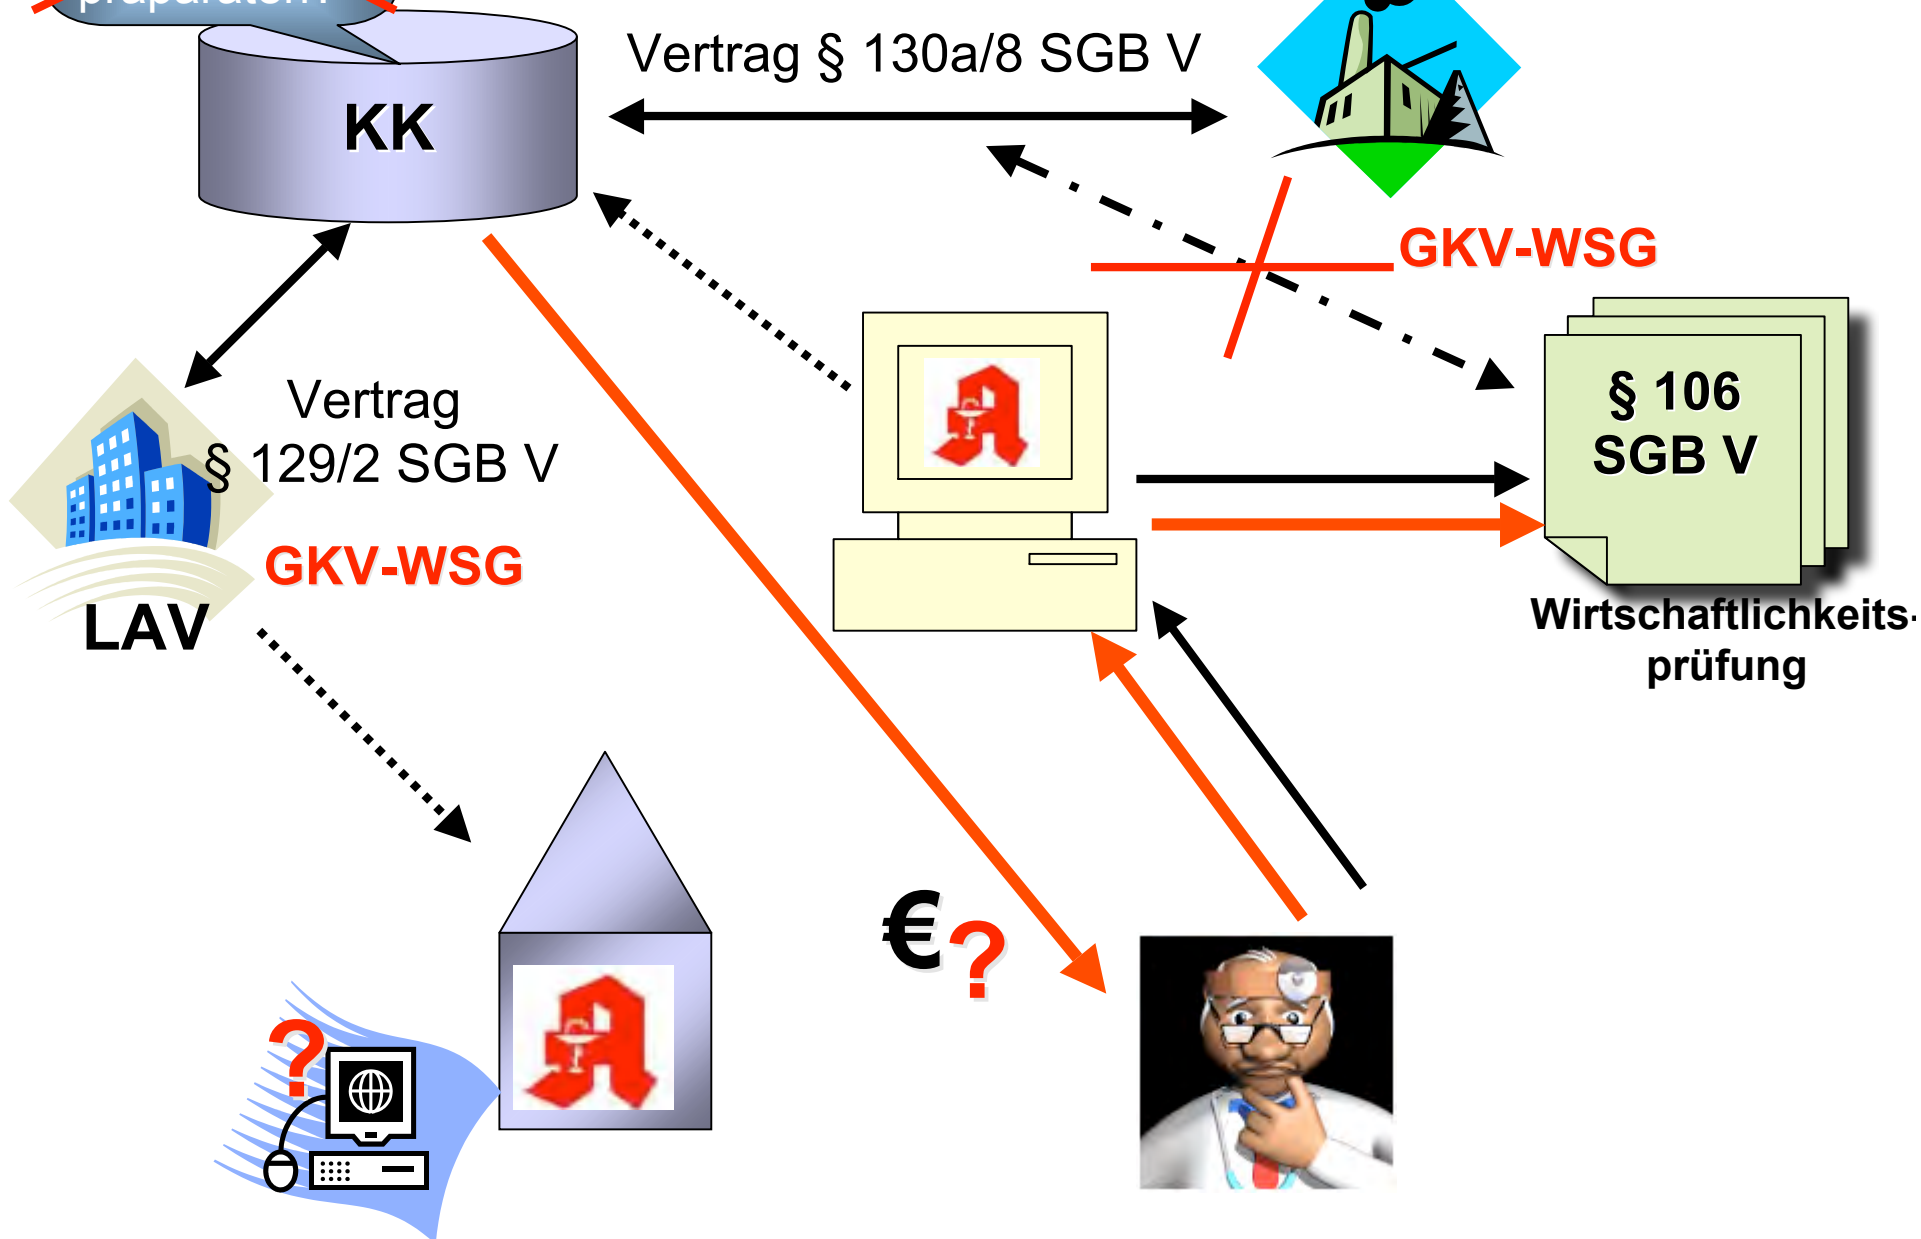 Vertrag § 130a/8 SGB V
KK
GKV-WSG
Vertrag
§ 129/2 SGB V
§ 106
SGB V
GKV-WSG
LAV
Wirtschaftlichkeits-
prüfung
€?
?